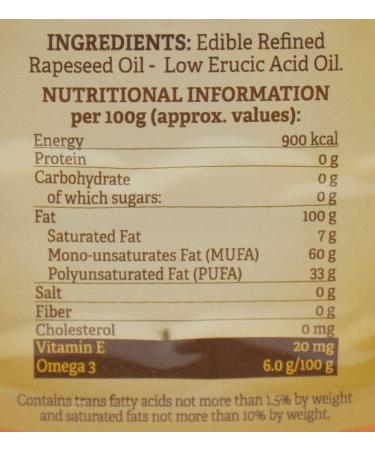 INGREDIENTS: Edible Refined
Rapeseed Oil - Low Erucic Acid Oil.
NUTRITIONAL INFORMATION
per 100g (approx. values):
Energy 900 kcal
Protein 0 g
Carbohydrate 0 g
of which sugars: 0 g
Fat 100 g
Saturated Fat 7 g
Mono-unsaturates Fat (MUFA) 60 g
Polyunsaturated Fat (PUFA) 33 g
Salt 0 g
Fiber 0 g
Cholesterol 0 mg
Vitamin E 20 mg
Omega 3 6.0 g/100 g
Contains trans fatty acids not more than 1.5% by weight
and saturated fats not more than 10% by weight.